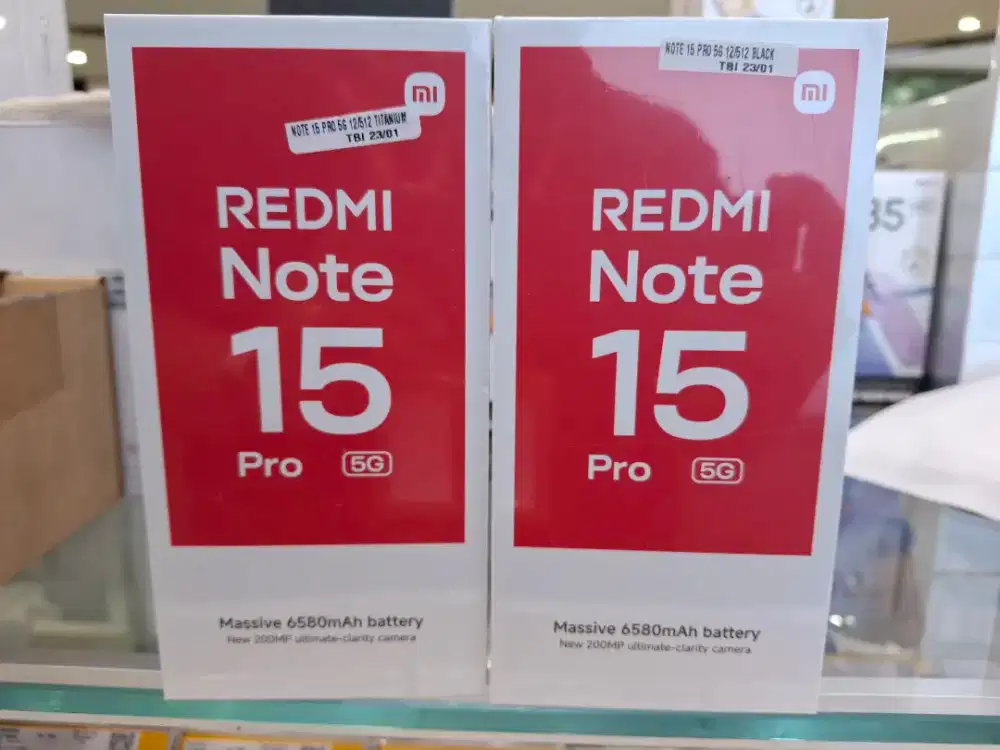 NOTE 15 PRO 5G 12/512 TITANIUM
TBI 23/01
mi
REDMI
Note
15
Pro 5G
Massive 6580mAh battery
New 200MP ultimate-clarity camera
NOTE 15 PRO 5G 12/512 BLACK
TBI 23/01
mi
REDMI
Note
15
Pro 5G
Massive 6580mAh battery
New 200MP ultimate-clarity camera